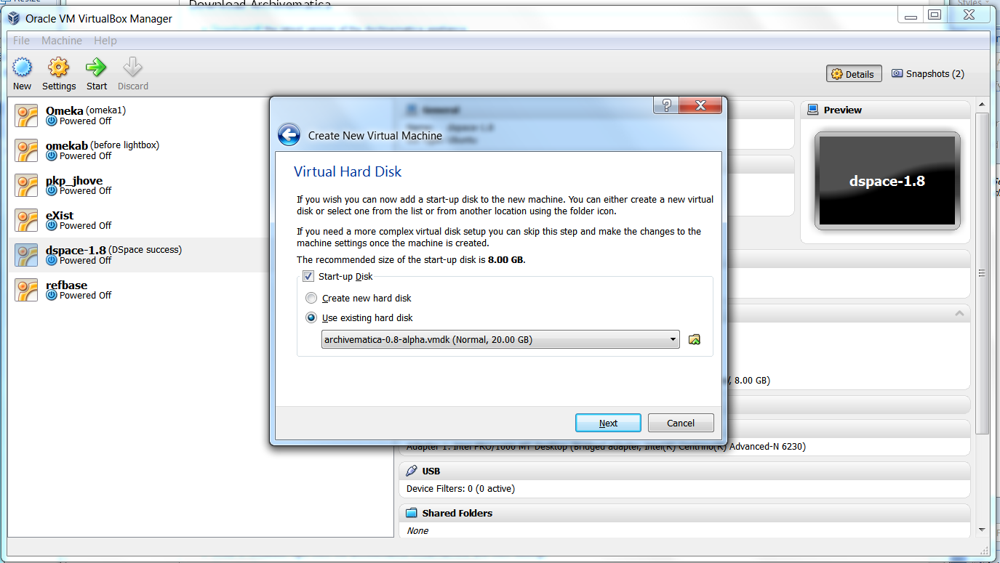 Download Archivematica
Oracle VM VirtualBox Manager
File Machine Help
New Settings Start Discard
Details Snapshots (2)
Omeka (omeka1)
Powered Off
omekab (before lightbox)
Powered Off
pkp_jhove
Powered Off
eXist
Powered Off
dspace-1.8 (DSpace success)
Powered Off
refbase
Powered Off
General
dspace-1.8
Ubuntu
Preview
dspace-1.8
Create New Virtual Machine
Virtual Hard Disk
If you wish you can now add a start-up disk to the new machine. You can either create a new virtual
disk or select one from the list or from another location using the folder icon.
If you need a more complex virtual disk setup you can skip this step and make the changes to the
machine settings once the machine is created.
The recommended size of the start-up disk is 8.00 GB.
Start-up Disk
Create new hard disk
Use existing hard disk
archivematica-0.8-alpha.vmdk (Normal, 20.00 GB)
Next Cancel
, 8.00 GB)
Adapter 1: Intel PRO/1000 MT Desktop (Bridged adapter, Intel(R) Centrino(R) Advanced-N 6230)
USB
Device Filters: 0 (0 active)
Shared Folders
None